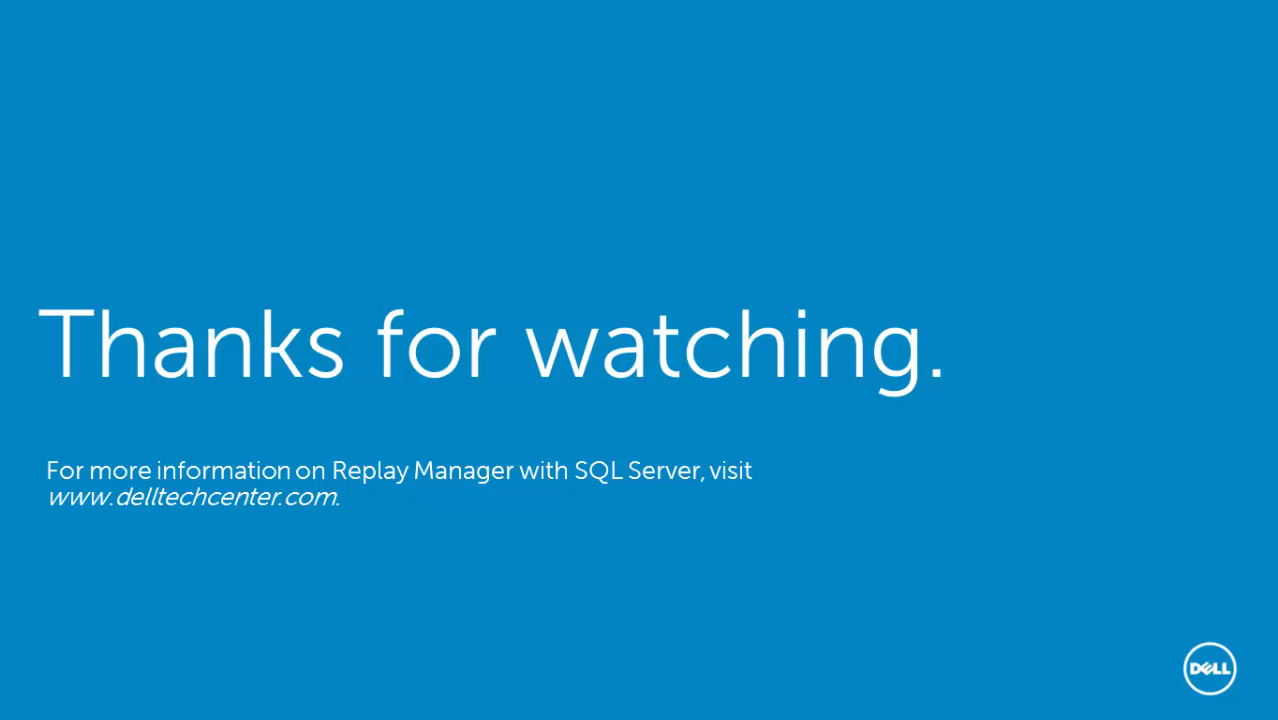 Thanks for watching.
For more information on Replay Manager with SQL Server, visit
www.delltechcenter.com.
DELL